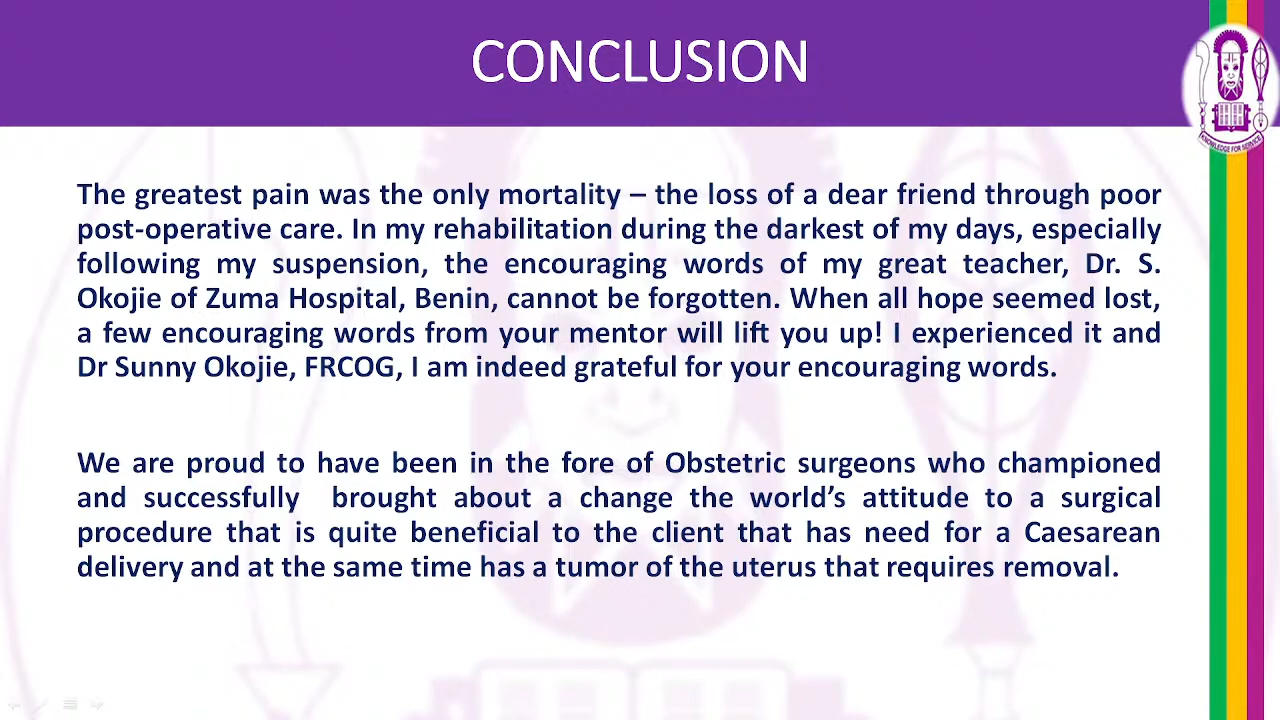 CONCLUSION
KNOWLEDGE FOR SERVICE
The greatest pain was the only mortality – the loss of a dear friend through poor
post-operative care. In my rehabilitation during the darkest of my days, especially
following my suspension, the encouraging words of my great teacher, Dr. S.
Okojie of Zuma Hospital, Benin, cannot be forgotten. When all hope seemed lost,
a few encouraging words from your mentor will lift you up! I experienced it and
Dr Sunny Okojie, FRCOG, I am indeed grateful for your encouraging words.
We are proud to have been in the fore of Obstetric surgeons who championed
and successfully brought about a change the world’s attitude to a surgical
procedure that is quite beneficial to the client that has need for a Caesarean
delivery and at the same time has a tumor of the uterus that requires removal.